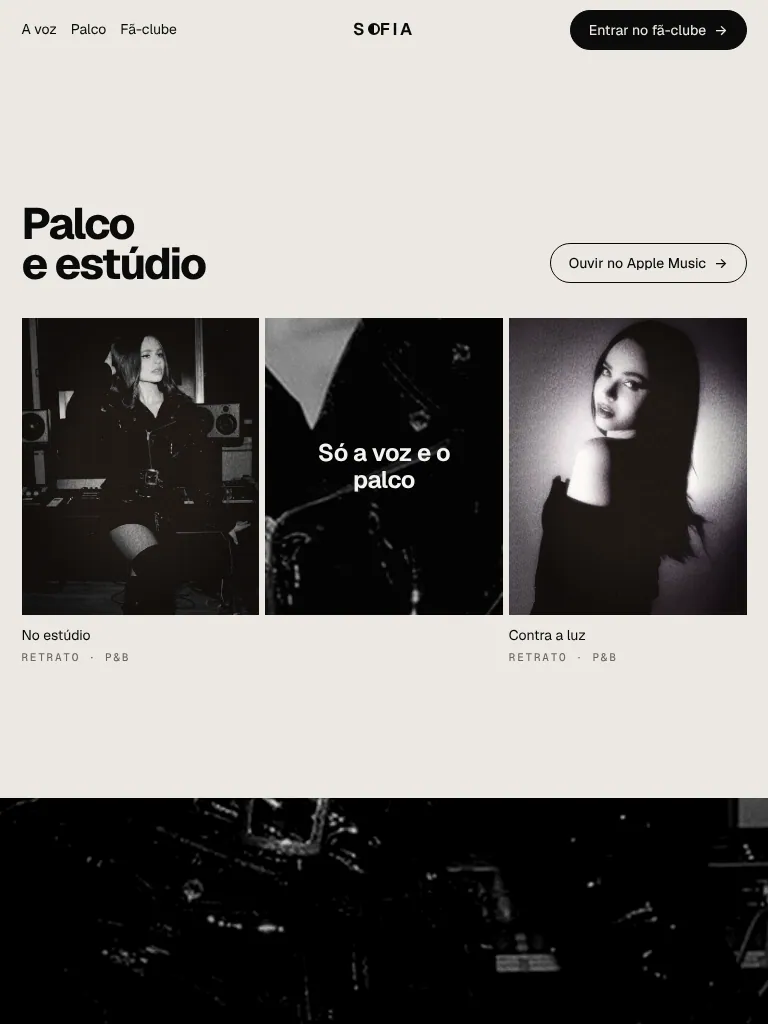 A voz Palco Fã-clube
SOFIA
Entrar no fã-clube →
Palco
e estúdio
Ouvir no Apple Music →
Só a voz e o
palco
No estúdio
RETRATO · P&B
Contra a luz
RETRATO · P&B